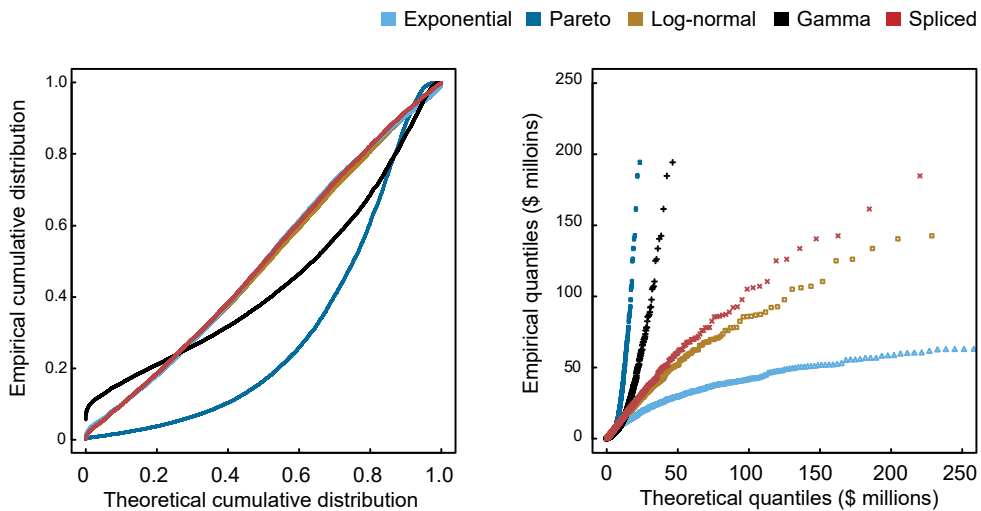 Exponential Pareto Log-normal Gamma Spliced
Empirical cumulative distribution
1.0
0.8
0.6
0.4
0.2
0
0 0.2 0.4 0.6 0.8 1.0
Theoretical cumulative distribution
Empirical quantiles ($ milloins)
250
200
150
100
50
0
0 50 100 150 200 250
Theoretical quantiles ($ millions)